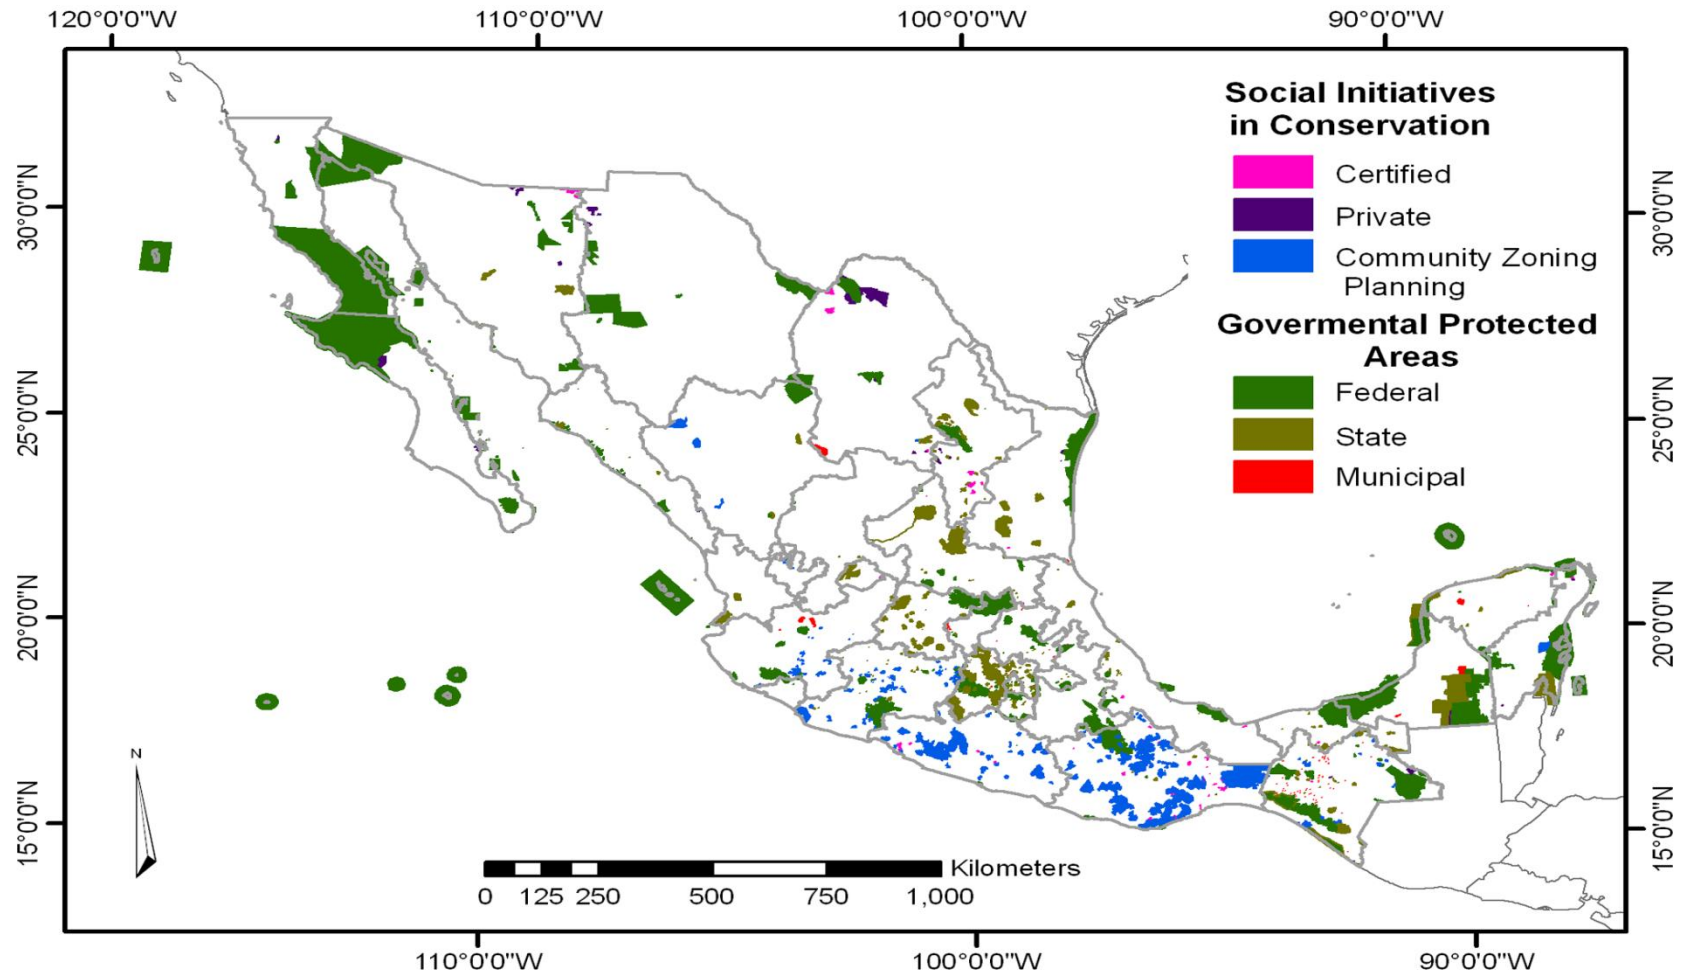 120°0'0"W 110°0'0"W 100°0'0"W 90°0'0"W
Social Initiatives
in Conservation
Certified
Private
Community Zoning
Planning
Govermental Protected
Areas
Federal
State
Municipal
30°0'0"N
25°0'0"N
20°0'0"N
15°0'0"N
30°0'0"N
25°0'0"N
20°0'0"N
15°0'0"N
N
Kilometers
0 125 250 500 750 1,000
110°0'0"W 100°0'0"W 90°0'0"W